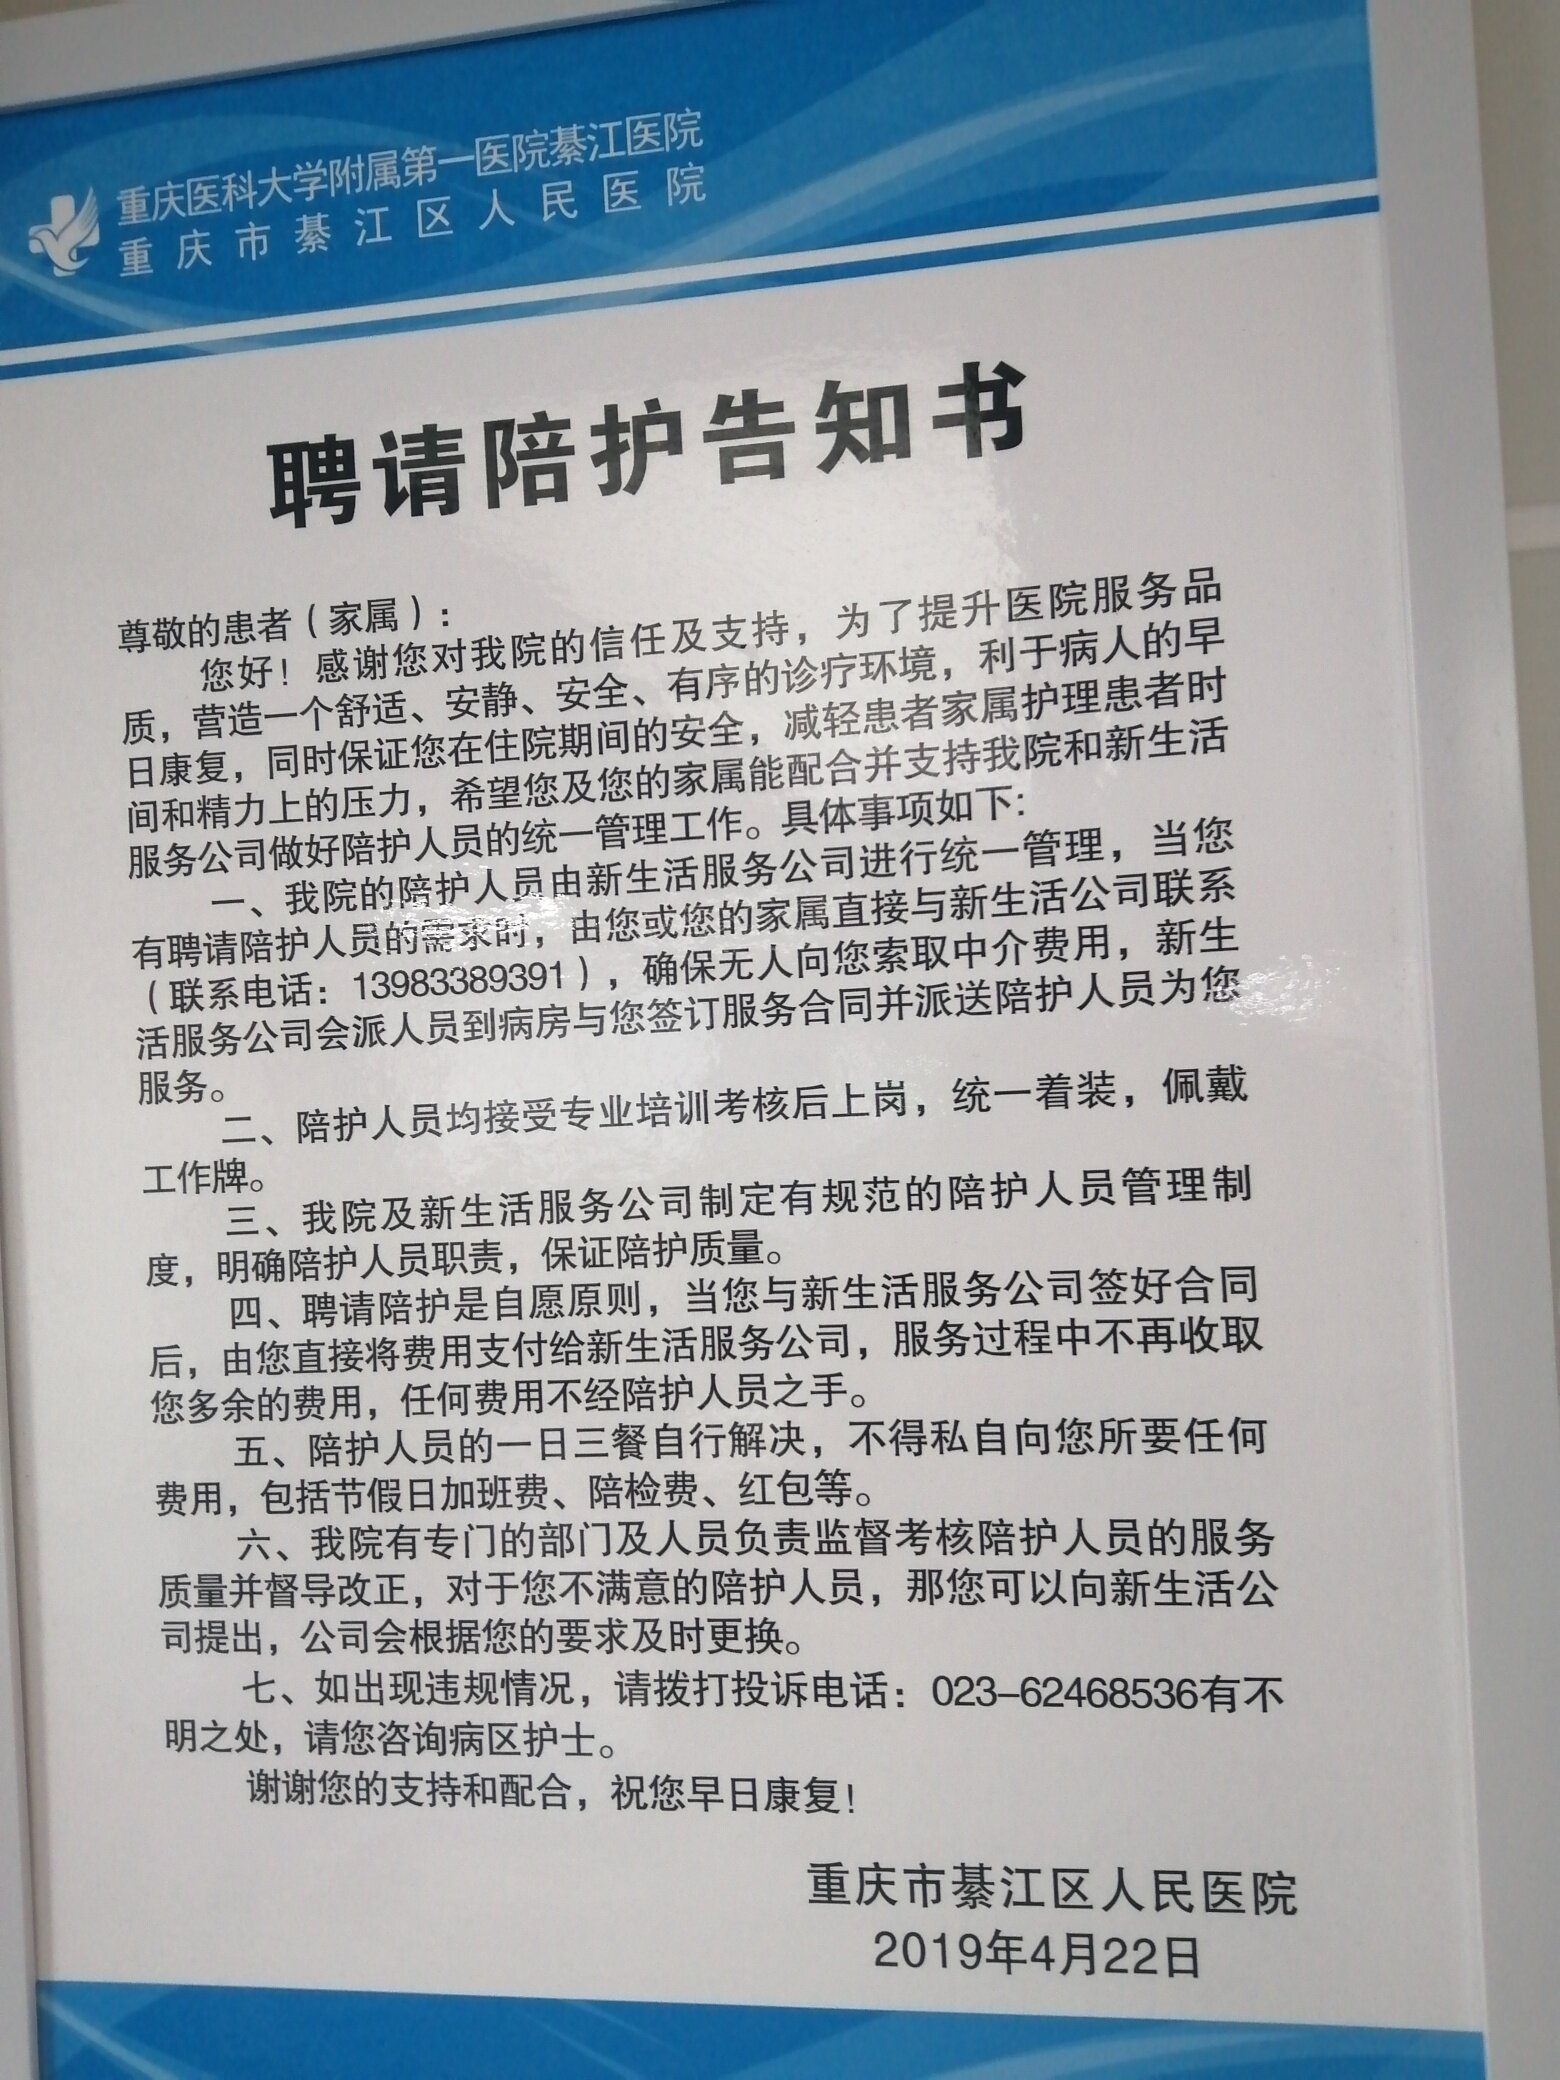 重庆医科大学附属第一医院綦江医院
重庆市綦江区人民医院
聘请陪护告知书
尊敬的患者（家属）：
您好！感谢您对我院的信任及支持，为了提升医院服务品
质，营造一个舒适、安静、安全、有序的诊疗环境，利于病人的早
日康复，同时保证您在住院期间的安全，减轻患者家属护理患者时
间和精力上的压力，希望您及您的家属能配合并支持我院和新生活
服务公司做好陪护人员的统一管理工作。具体事项如下：
一、我院的陪护人员由新生活服务公司进行统一管理，当您
有聘请陪护人员的需求时，由您或您的家属直接与新生活公司联系
（联系电话：13983389391），确保无人向您索取中介费用，新生
活服务公司会派人员到病房与您签订服务合同并派送陪护人员为您
服务。
二、陪护人员均接受专业培训考核后上岗，统一着装，佩戴
工作牌。
三、我院及新生活服务公司制定有规范的陪护人员管理制
度，明确陪护人员职责，保证陪护质量。
四、聘请陪护是自愿原则，当您与新生活服务公司签好合同
后，由您直接将费用支付给新生活服务公司，服务过程中不再收取
您多余的费用，任何费用不经陪护人员之手。
五、陪护人员的一日三餐自行解决，不得私自向您所要任何
费用，包括节假日加班费、陪检费、红包等。
六、我院有专门的部门及人员负责监督考核陪护人员的服务
质量并督导改正，对于您不满意的陪护人员，那您可以向新生活公
司提出，公司会根据您的要求及时更换。
七、如出现违规情况，请拨打投诉电话：023-62468536有不
明之处，请您咨询病区护士。
谢谢您的支持和配合，祝您早日康复！
重庆市綦江区人民医院
2019年4月22日